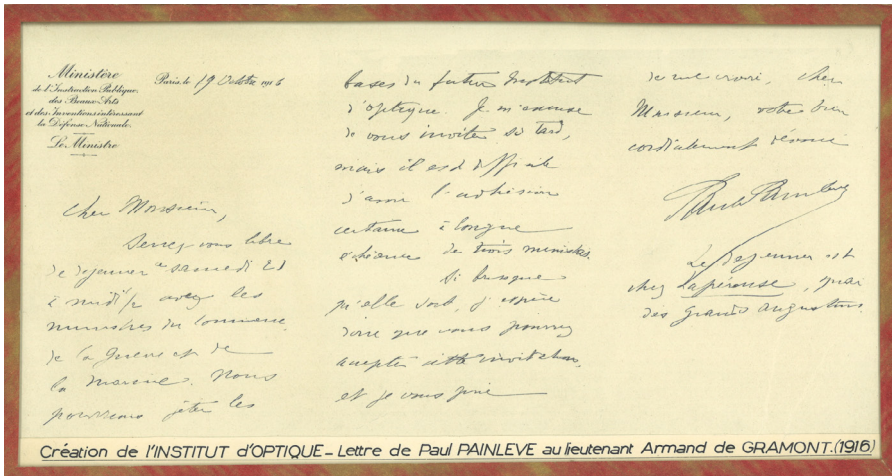 Ministère
de l'Instruction Publique,
des Beaux-Arts
et des Inventions intéressant
la Défense Nationale.
Le Ministre
Paris, le 19 Octobre 1916
Cher Monsieur,
Serez vous libre
de déjeuner samedi 21
à midi ½ avec les
ministres du Commerce
de la Guerre et de
la Marine. Nous
pourrions jeter les
bases du futur Institut
d'optique. Je m'excuse
de vous inviter si tard,
mais il est difficile
d'avoir l'adhésion
certaine à longue
échéance de trois ministres.
Si brusque
qu'elle soit, j'espère
donc que vous pourrez
accepter cette invitation
et je vous prie
de me croire, cher
Monsieur, votre bien
cordialement dévoué
Paul Painlevé
Le déjeuner est
chez Lapérouse, quai
des Grands Augustins.
Création de l'INSTITUT d'OPTIQUE - Lettre de Paul PAINLEVE au lieutenant Armand de GRAMONT. (1916)